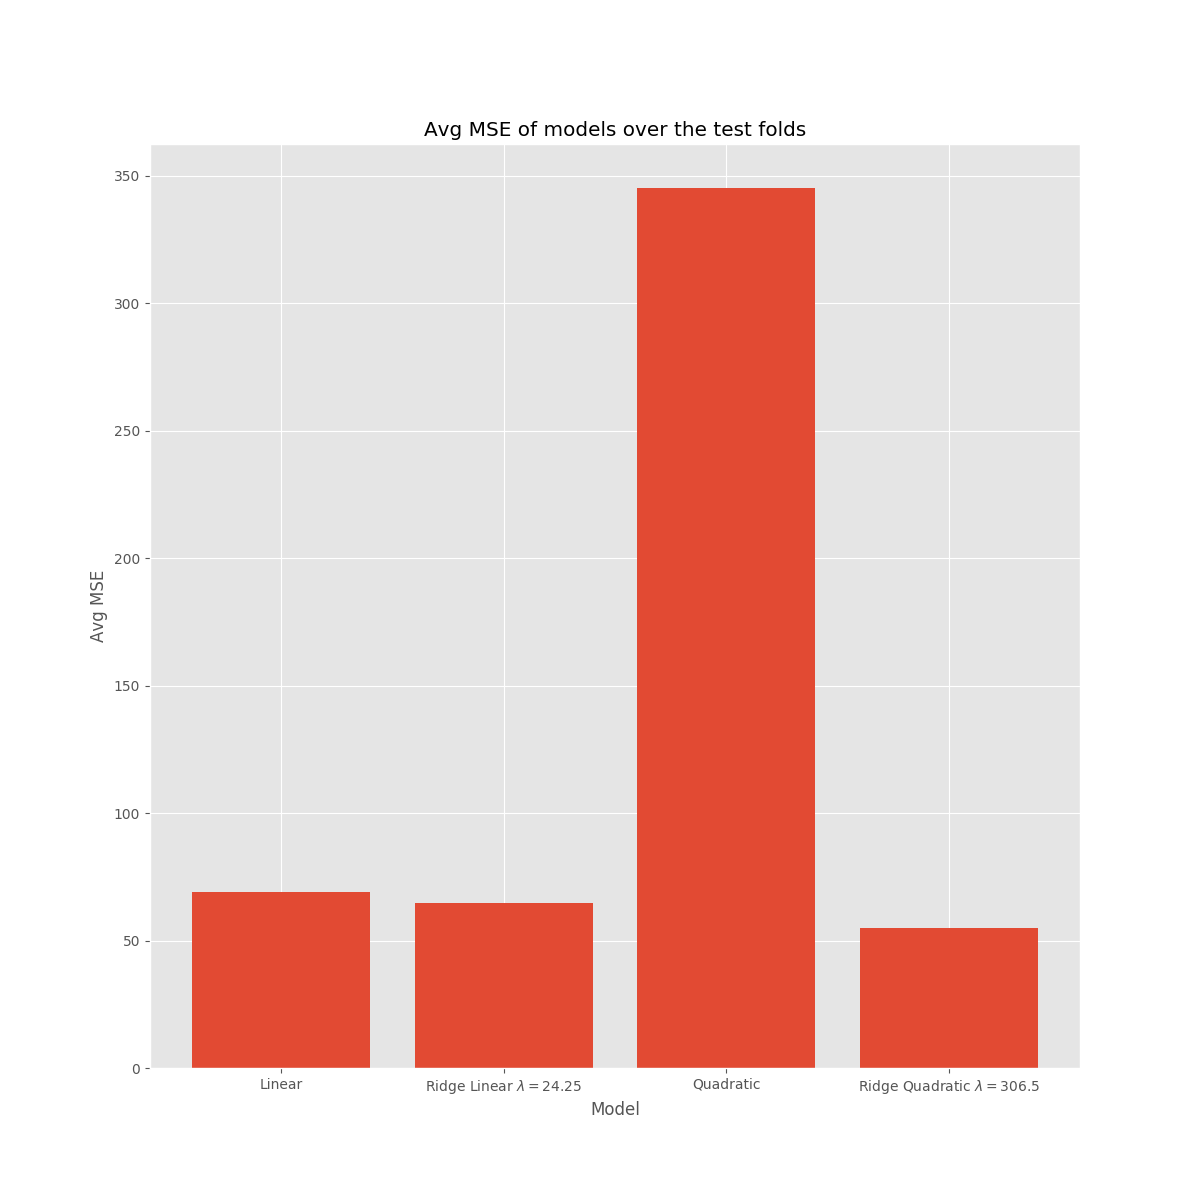 Avg MSE of models over the test folds
350
300
250
200
150
100
50
0
Avg MSE
Linear
Ridge Linear λ = 24.25
Quadratic
Ridge Quadratic λ = 306.5
Model